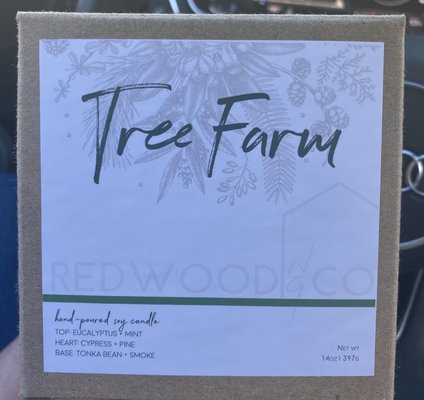 Tree Farm
REDWOOD & CO
hand-poured soy candle
TOP: EUCALYPTUS + MINT
HEART: CYPRESS + PINE
BASE: TONKA BEAN + SMOKE
NET WT
14OZ | 397G